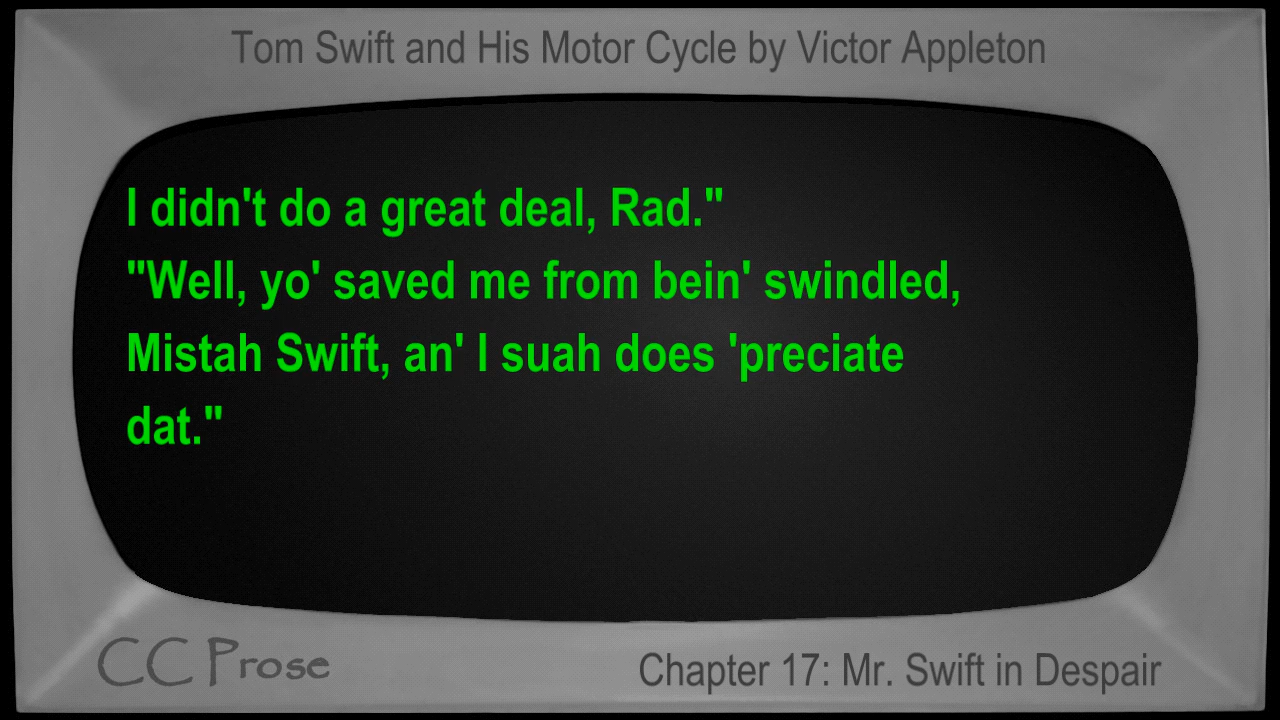 Tom Swift and His Motor Cycle by Victor Appleton
I didn't do a great deal, Rad."
"Well, yo' saved me from bein' swindled,
Mistah Swift, an' I suah does 'preciate
dat."
CC Prose
Chapter 17: Mr. Swift in Despair